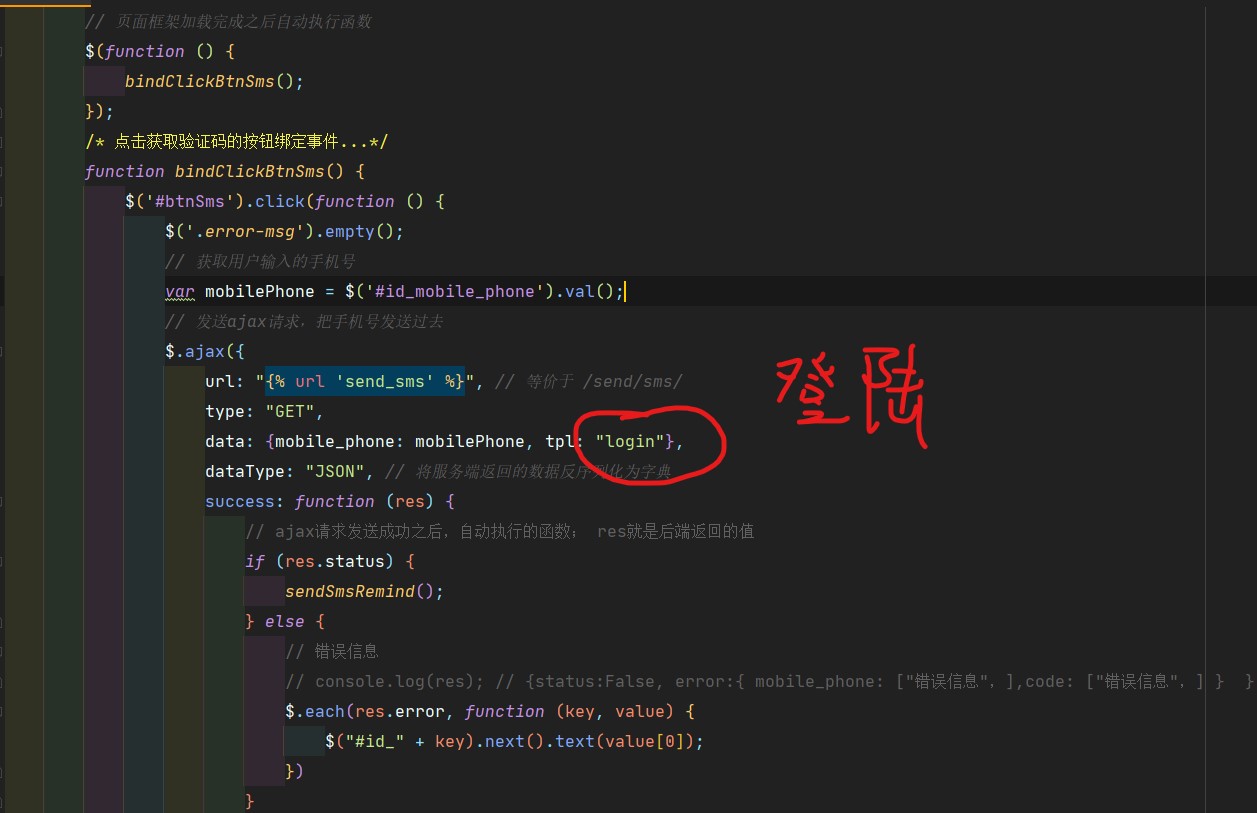 // 页面框架加载完成之后自动执行函数
$(function () {
bindClickBtnSms();
});
/* 点击获取验证码的按钮绑定事件...*/
function bindClickBtnSms() {
$('#btnSms').click(function () {
$('.error-msg').empty();
// 获取用户输入的手机号
var mobilePhone = $('#id_mobile_phone').val();
// 发送ajax请求，把手机号发送过去
$.ajax({
登陆
url: "{% url 'send_sms' %}", // 等价于 /send/sms/
type: "GET",
data: {mobile_phone: mobilePhone, tpl: "login"},
dataType: "JSON", // 将服务端返回的数据反序列化为字典
success: function (res) {
// ajax请求发送成功之后，自动执行的函数； res就是后端返回的值
if (res.status) {
sendSmsRemind();
} else {
// 错误信息
// console.log(res); // {status:False, error:{ mobile_phone: ["错误信息"，],code: ["错误信息"，] }  }
$.each(res.error, function (key, value) {
$("#id_" + key).next().text(value[0]);
})
}